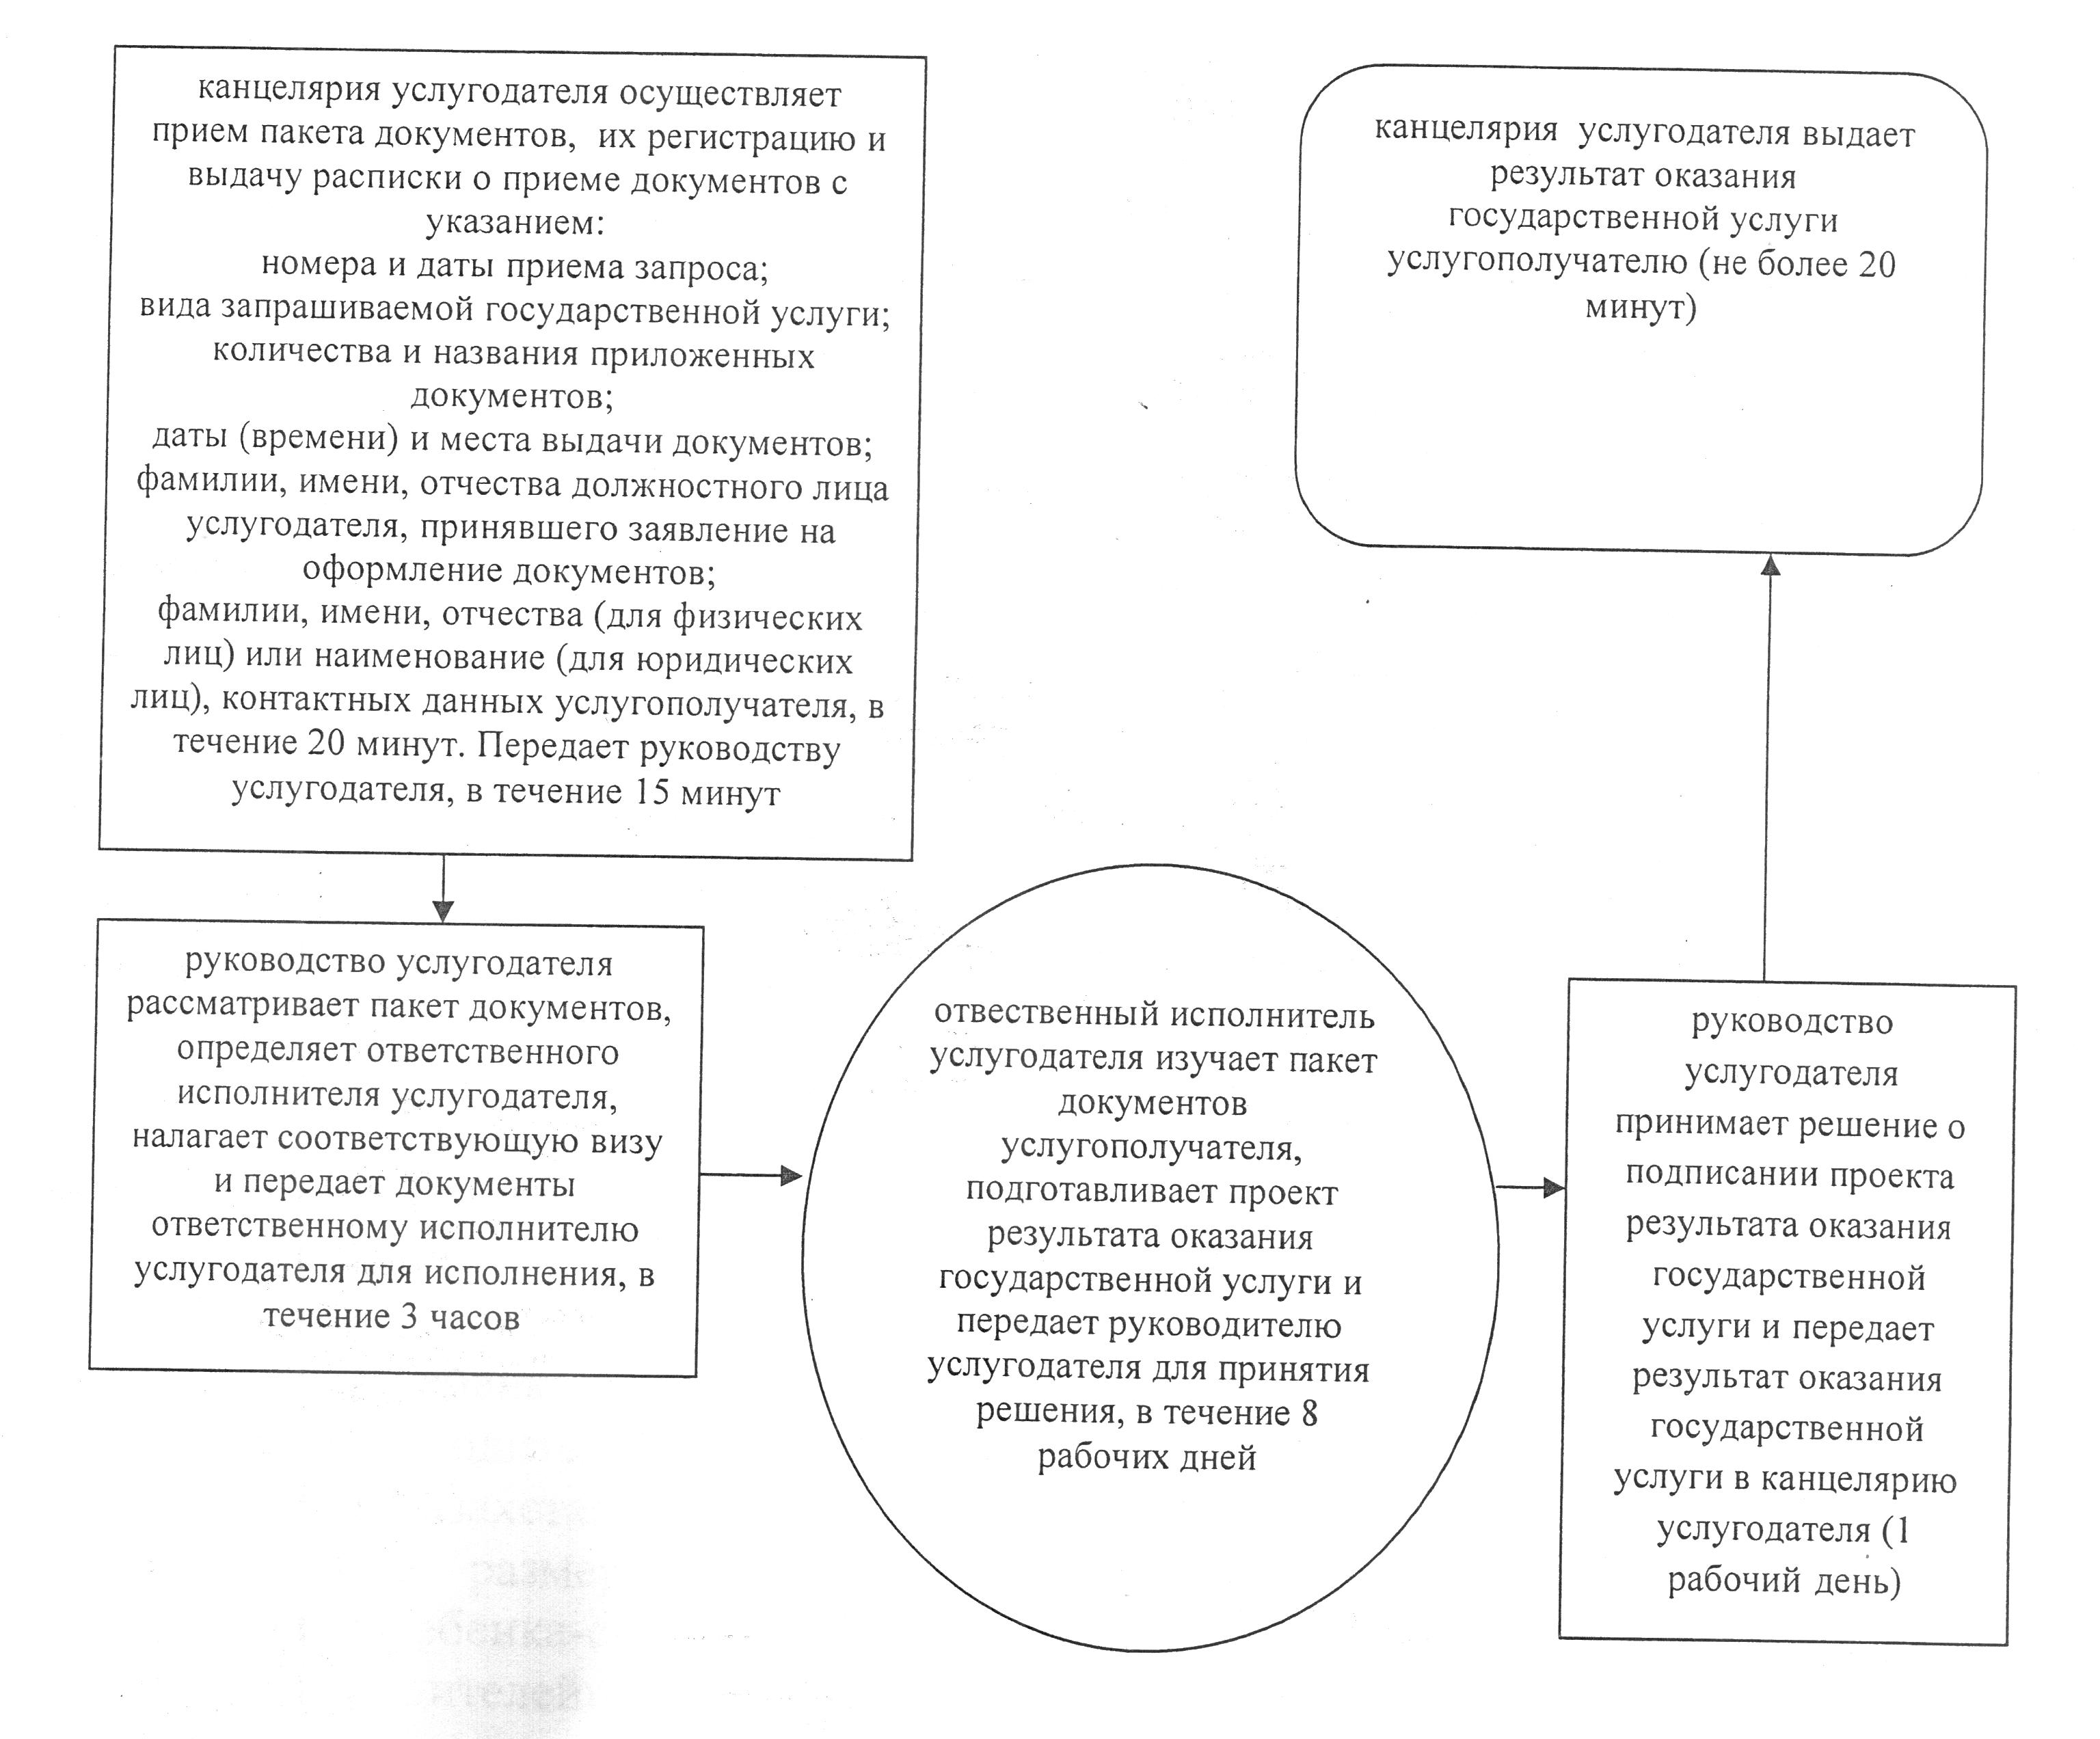 канцелярия услугодателя осуществляет
прием пакета документов, их регистрацию и
выдачу расписки о приеме документов с
указанием:
номера и даты приема запроса;
вида запрашиваемой государственной услуги;
количества и названия приложенных
документов;
даты (времени) и места выдачи документов;
фамилии, имени, отчества должностного лица
услугодателя, принявшего заявление на
оформление документов;
фамилии, имени, отчества (для физических
лиц) или наименование (для юридических
лиц), контактных данных услугополучателя, в
течение 20 минут. Передает руководству
услугодателя, в течение 15 минут
руководство услугодателя
рассматривает пакет документов,
определяет ответственного
исполнителя услугодателя,
налагает соответствующую визу
и передает документы
ответственному исполнителю
услугодателя для исполнения, в
течение 3 часов
отвественный исполнитель
услугодателя изучает пакет
документов
услугополучателя,
подготавливает проект
результата оказания
государственной услуги и
передает руководителю
услугодателя для принятия
решения, в течение 8
рабочих дней
руководство
услугодателя
принимает решение о
подписании проекта
результата оказания
государственной
услуги и передает
результат оказания
государственной
услуги в канцелярию
услугодателя (1
рабочий день)
канцелярия услугодателя выдает
результат оказания
государственной услуги
услугополучателю (не более 20
минут)